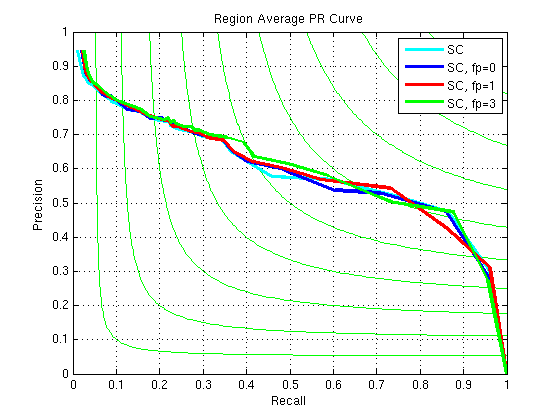 Region Average PR Curve
SC
SC, fp=0
SC, fp=1
SC, fp=3
Precision
1
0.9
0.8
0.7
0.6
0.5
0.4
0.3
0.2
0.1
0
0 0.1 0.2 0.3 0.4 0.5 0.6 0.7 0.8 0.9 1
Recall